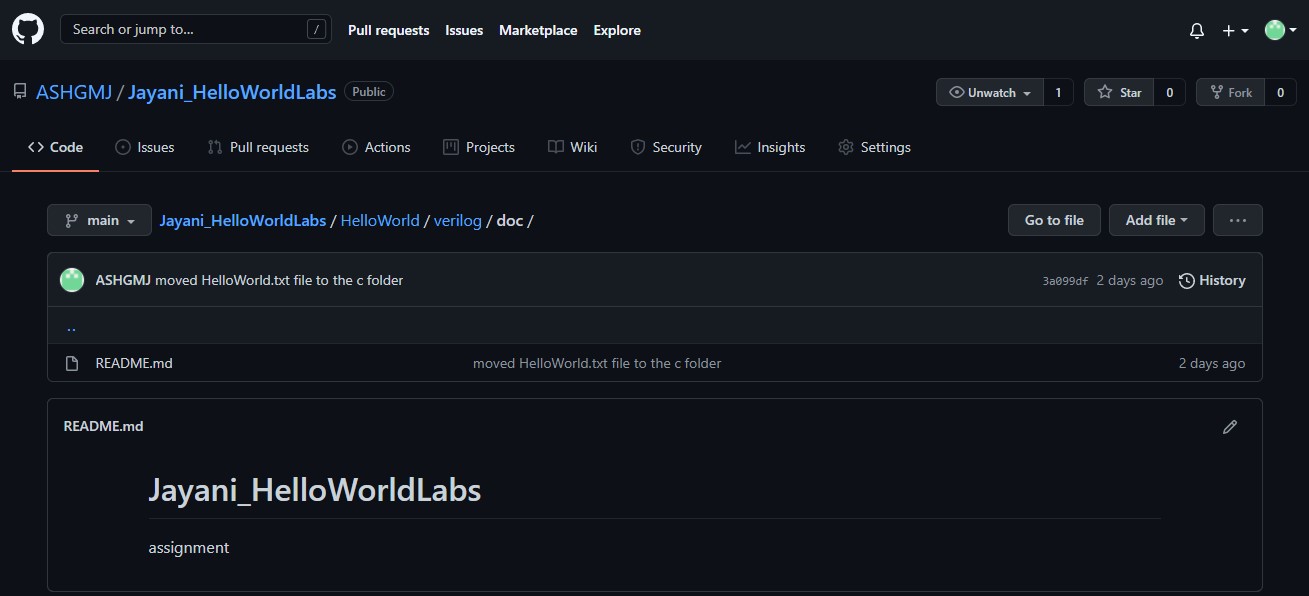 Search or jump to... / Pull requests Issues Marketplace Explore
ASHGMJ / Jayani_HelloWorldLabs Public Unwatch 1 Star 0 Fork 0
Code Issues Pull requests Actions Projects Wiki Security Insights Settings
main Jayani_HelloWorldLabs / HelloWorld / verilog / doc / Go to file Add file ...
ASHGMJ moved HelloWorld.txt file to the c folder 3a099df 2 days ago History
..
README.md moved HelloWorld.txt file to the c folder 2 days ago
README.md
Jayani_HelloWorldLabs
assignment